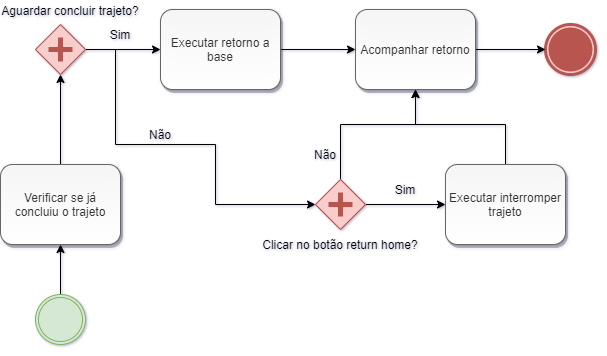 Aguardar concluir trajeto?
Sim
Executar retorno a
base
Acompanhar retorno
Não
Verificar se já
concluiu o trajeto
Não
Sim
Executar interromper
trajeto
Clicar no botão return home?